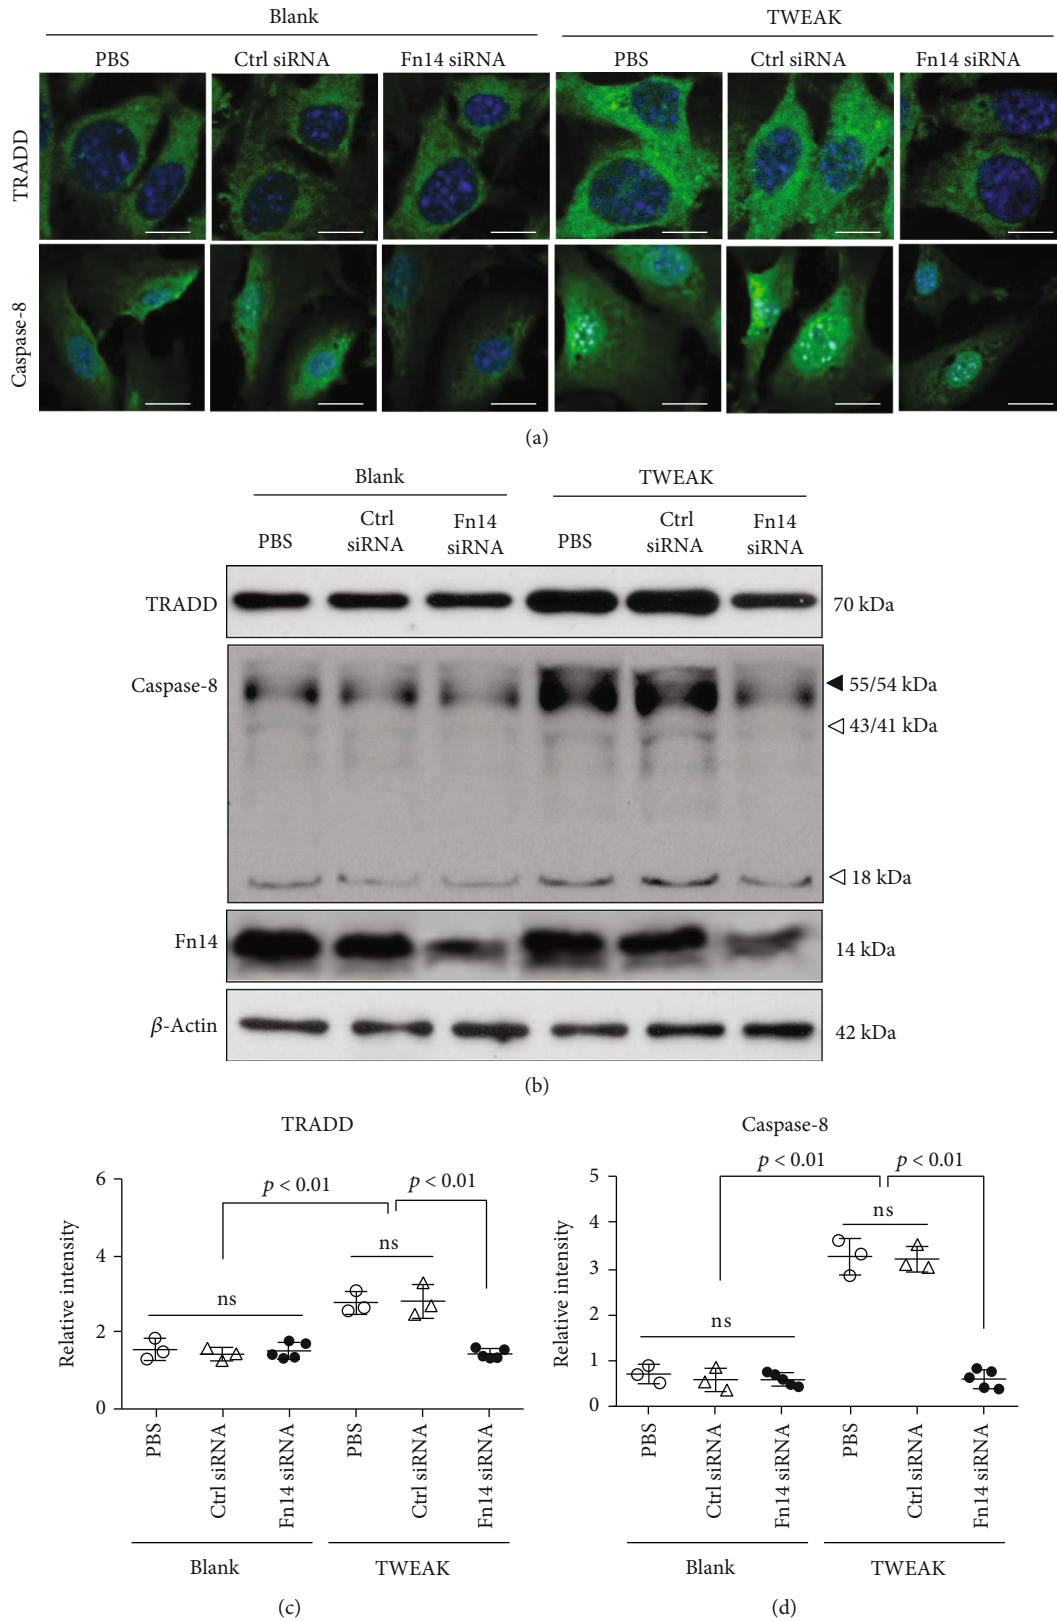 Blank TWEAK
PBS Ctrl siRNA Fn14 siRNA PBS Ctrl siRNA Fn14 siRNA
TRADD
Caspase-8
(a)
Blank TWEAK
PBS Ctrl siRNA Fn14 siRNA PBS Ctrl siRNA Fn14 siRNA
TRADD 70 kDa
Caspase-8 55/54 kDa
43/41 kDa
18 kDa
Fn14 14 kDa
β-Actin 42 kDa
(b)
TRADD
Relative intensity
6
4
2
0
p < 0.01
p < 0.01
ns
ns
PBS
Ctrl siRNA
Fn14 siRNA
PBS
Ctrl siRNA
Fn14 siRNA
Blank TWEAK
(c)
Caspase-8
Relative intensity
5
4
3
2
1
0
p < 0.01 p < 0.01
ns
ns
PBS
Ctrl siRNA
Fn14 siRNA
PBS
Ctrl siRNA
Fn14 siRNA
Blank TWEAK
(d)